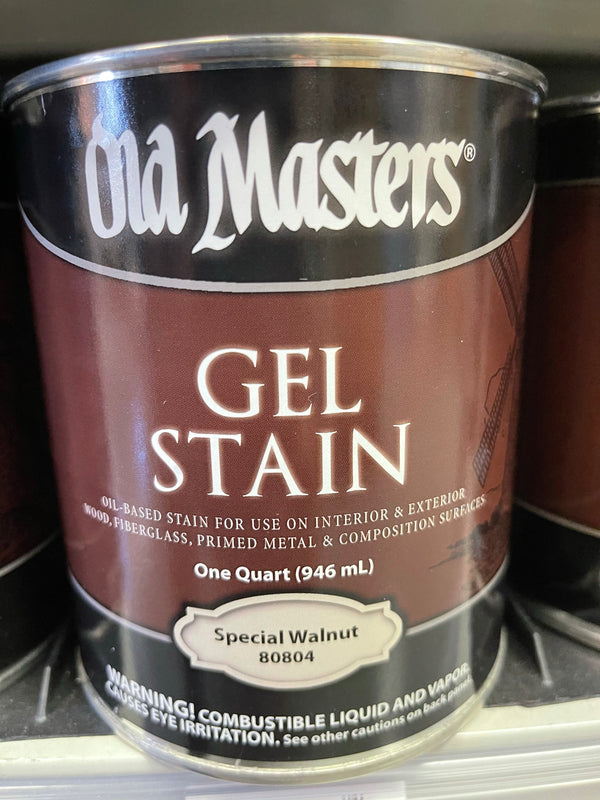 Old Masters®
GEL
STAIN
OIL-BASED STAIN FOR USE ON INTERIOR & EXTERIOR
WOOD, FIBERGLASS, PRIMED METAL & COMPOSITION SURFACES
One Quart (946 mL)
Special Walnut
80804
WARNING! COMBUSTIBLE LIQUID AND VAPOR.
CAUSES EYE IRRITATION. See other cautions on back panel.